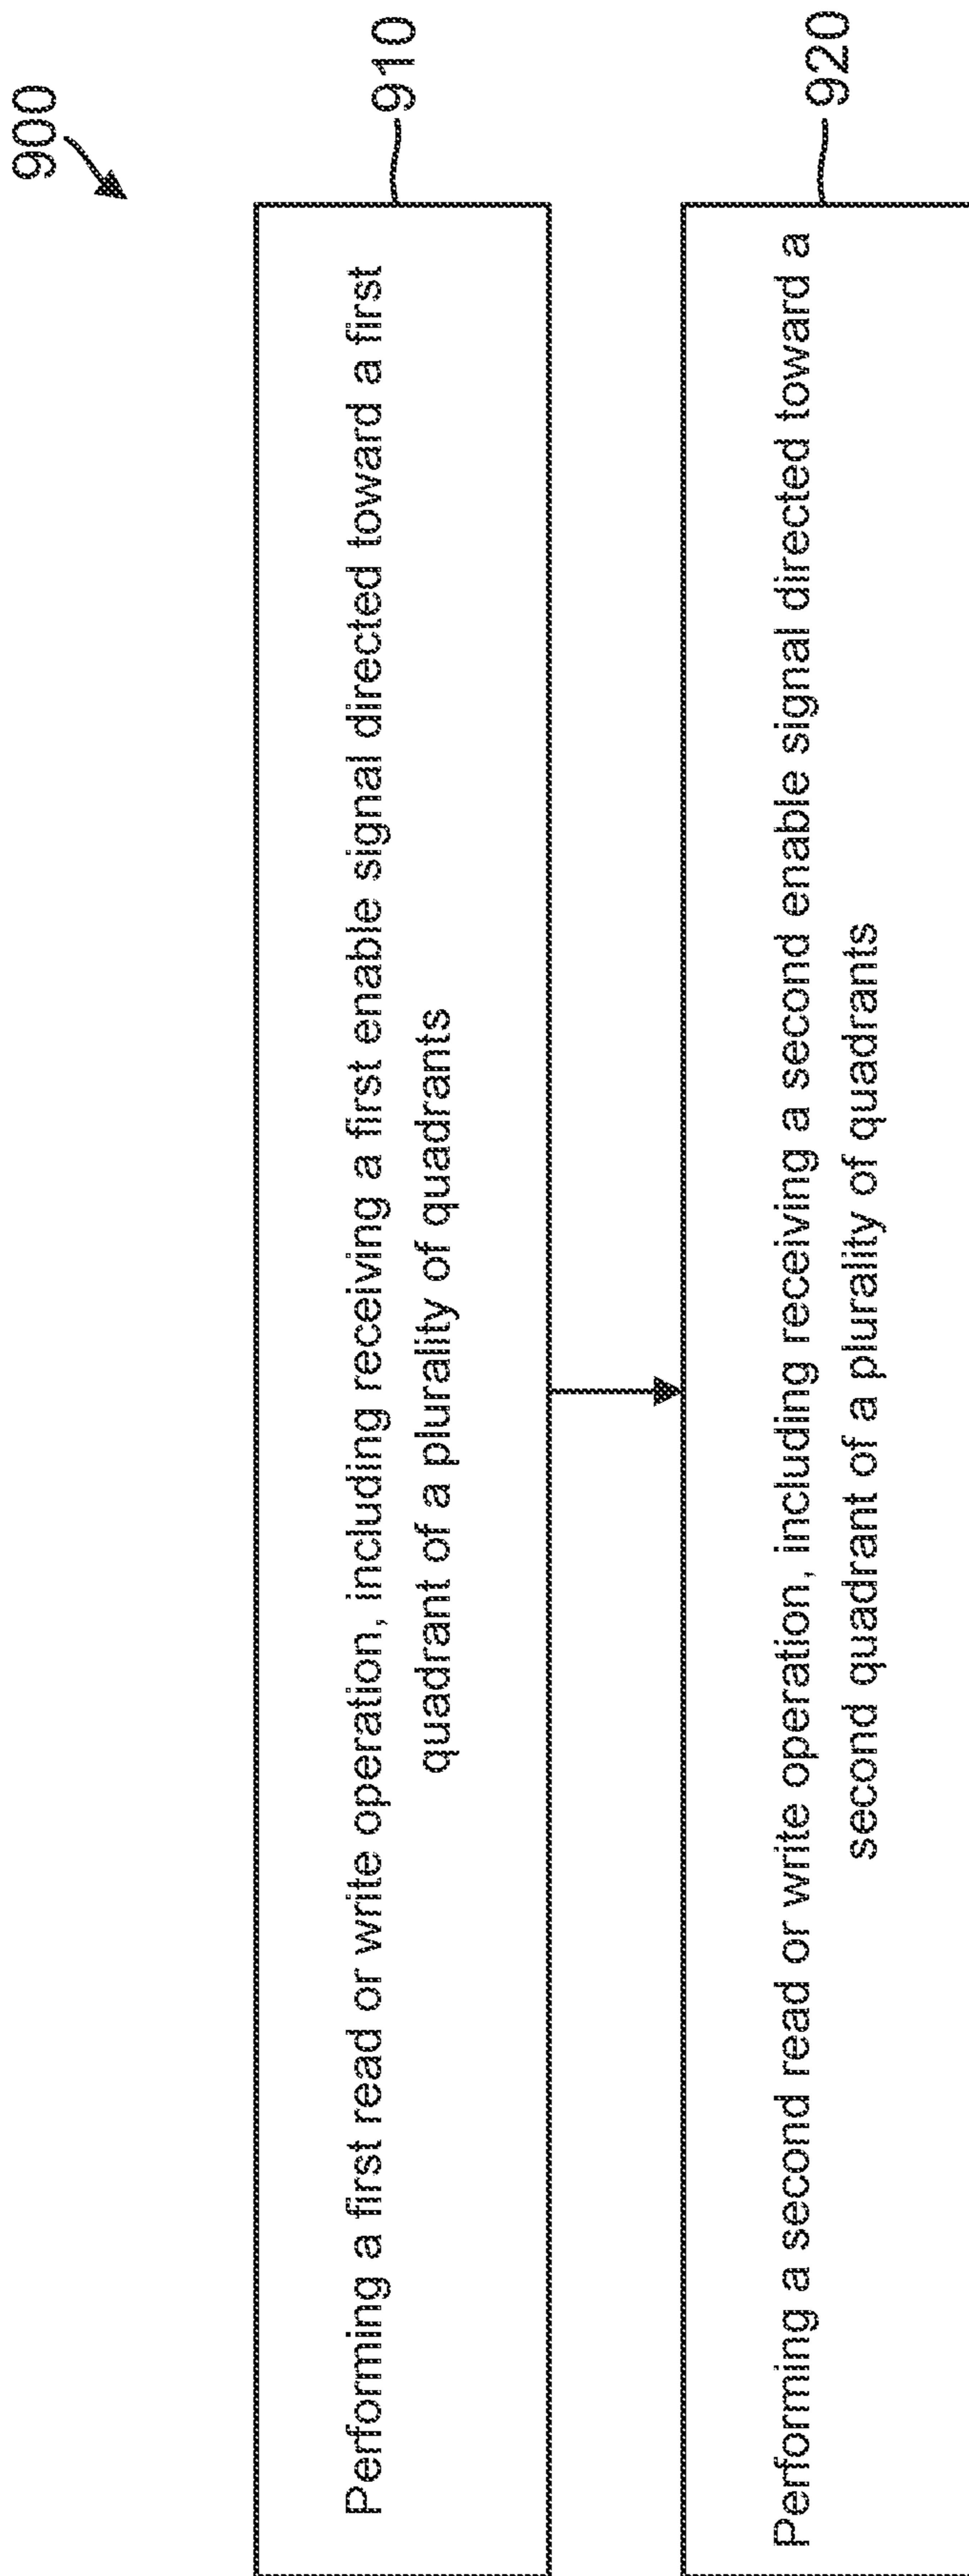 900
Performing a first read or write operation, including receiving a first enable signal directed toward a first
quadrant of a plurality of quadrants
910
Performing a second read or write operation, including receiving a second enable signal directed toward a
second quadrant of a plurality of quadrants
920